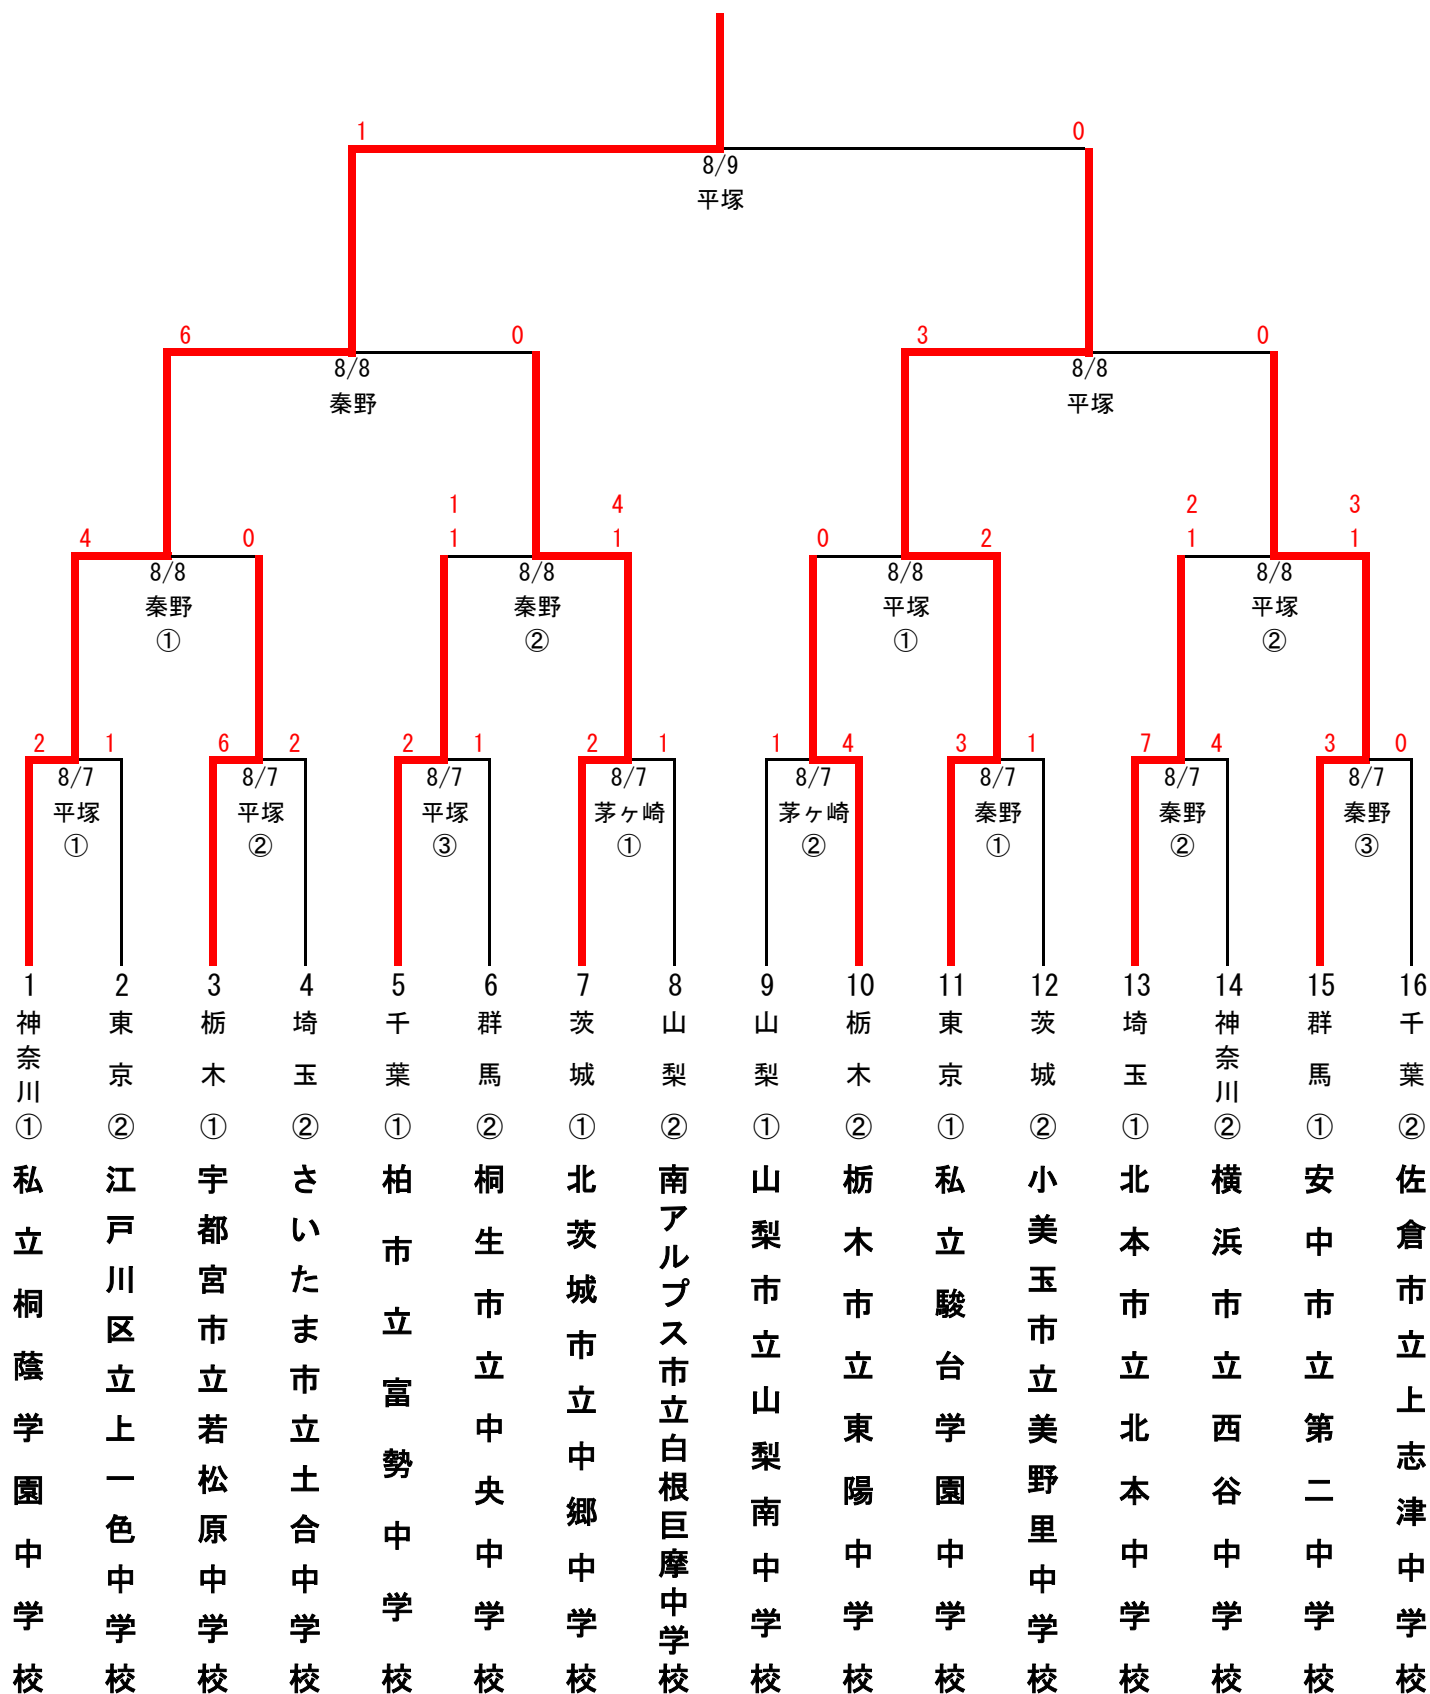 1 0
8/9
平塚
6 0 3 0
8/8 8/8
秦野 平塚
1 4 2 3
4 0 1 1 0 2 1 1
8/8 8/8 8/8 8/8
秦野 秦野 平塚 平塚
① ② ① ②
2 1 6 2 2 1 2 1 1 4 3 1 7 4 3 0
8/7 8/7 8/7 8/7 8/7 8/7 8/7 8/7
平塚 平塚 平塚 茅ヶ崎 茅ヶ崎 秦野 秦野 秦野
① ② ③ ① ② ① ② ③
1 神奈川① 私立桐蔭学園中学校
2 東京② 江戸川区立上一色中学校
3 栃木① 宇都宮市立若松原中学校
4 埼玉② さいたま市立土合中学校
5 千葉① 柏市立富勢中学校
6 群馬② 桐生市立中央中学校
7 茨城① 北茨城市立中郷中学校
8 山梨② 南アルプス市立白根巨摩中学校
9 山梨① 山梨市立山梨南中学校
10 栃木② 栃木市立東陽中学校
11 東京① 私立駿台学園中学校
12 茨城② 小美玉市立美野里中学校
13 埼玉① 北本市立北本中学校
14 神奈川② 横浜市立西谷中学校
15 群馬① 安中市立第二中学校
16 千葉② 佐倉市立上志津中学校